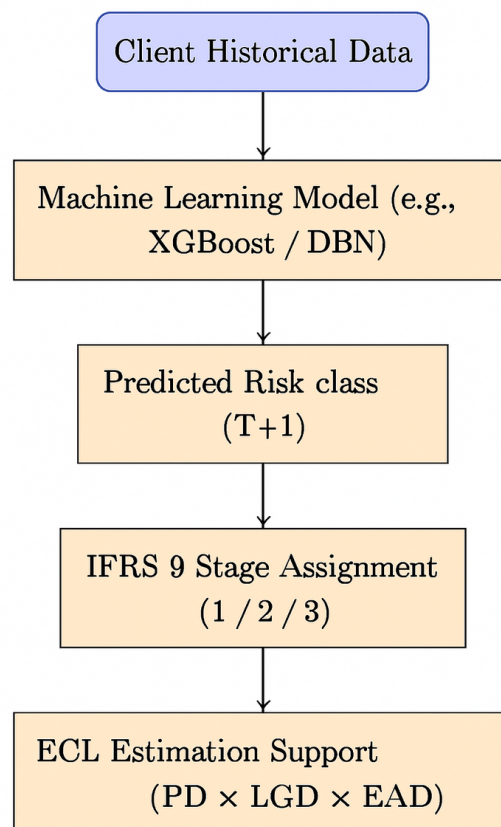 Client Historical Data
Machine Learning Model (e.g.,
XGBoost / DBN)
Predicted Risk class
(T+1)
IFRS 9 Stage Assignment
(1 / 2 / 3)
ECL Estimation Support
(PD × LGD × EAD)